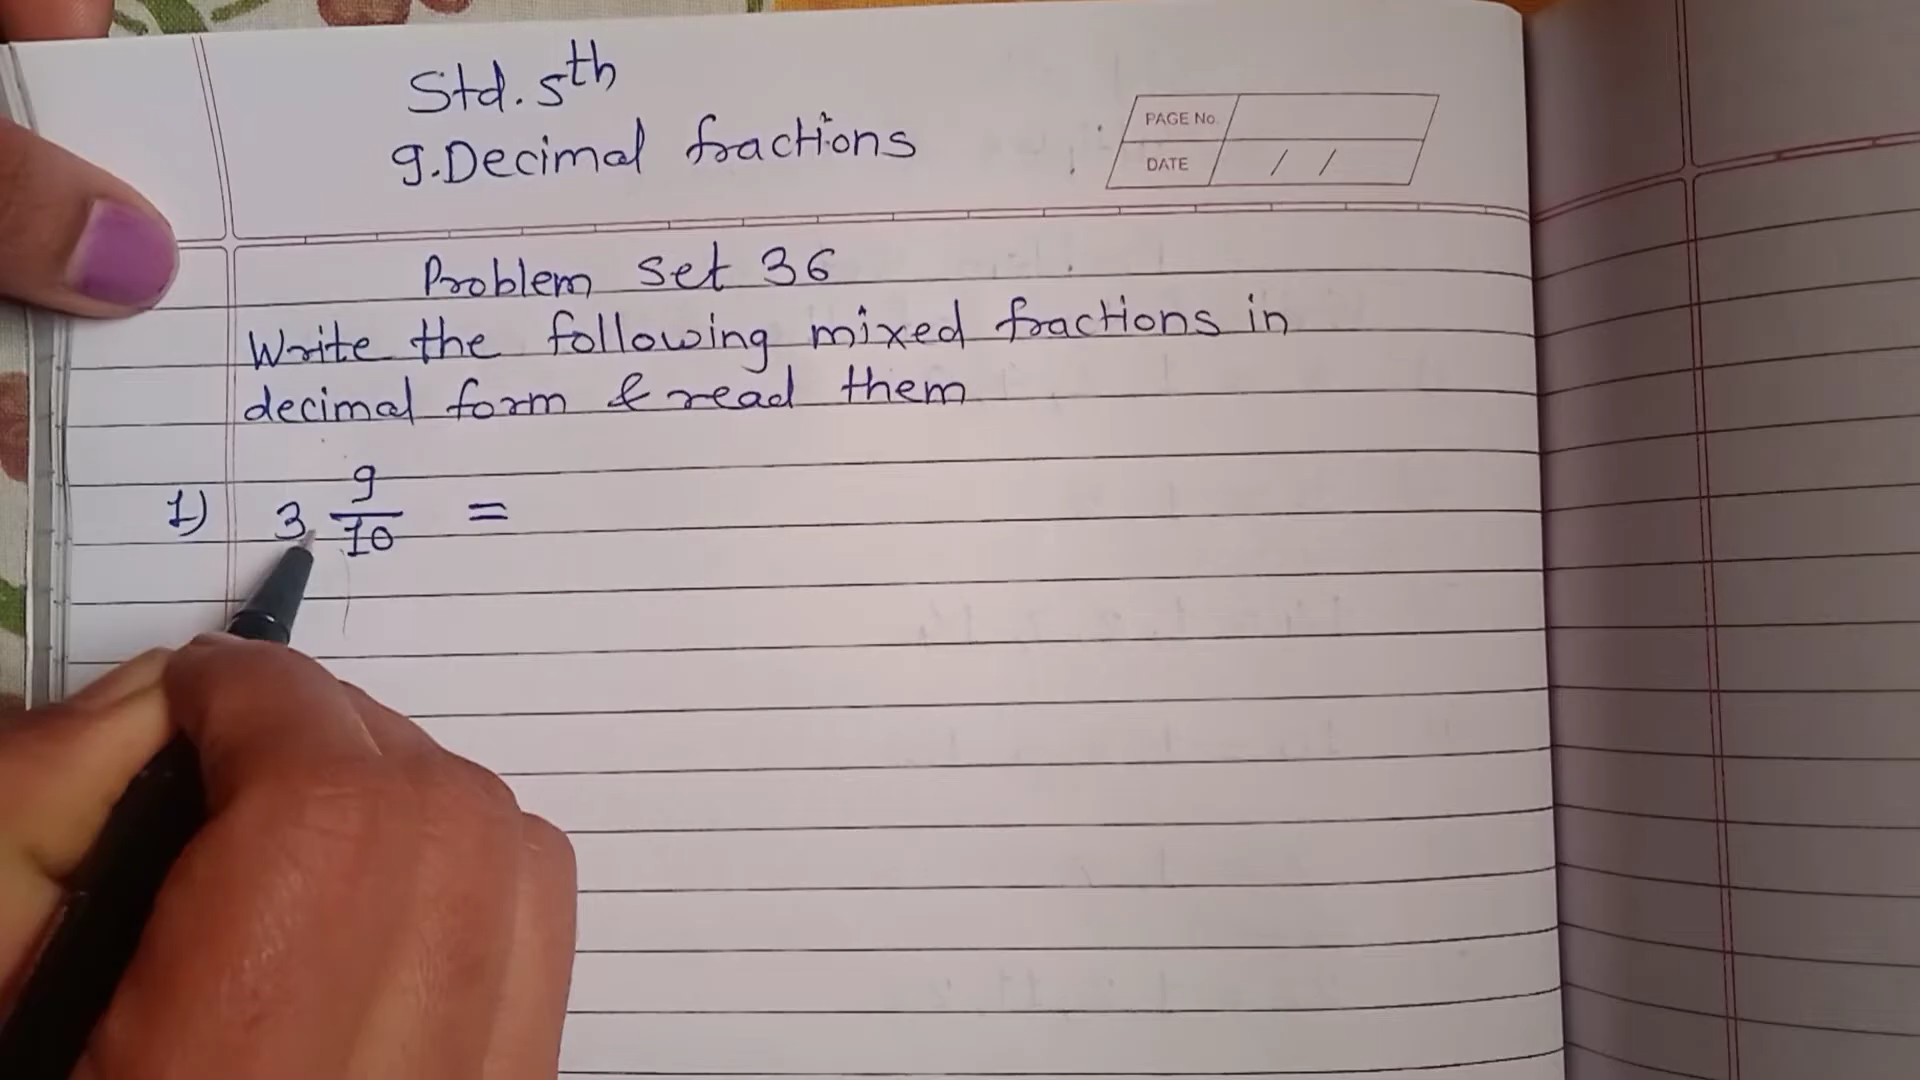 Std. 5th
9. Decimal fractions
PAGE No.
DATE / /
Problem Set 36
Write the following mixed fractions in
decimal form & read them
1) 3 9/10 =